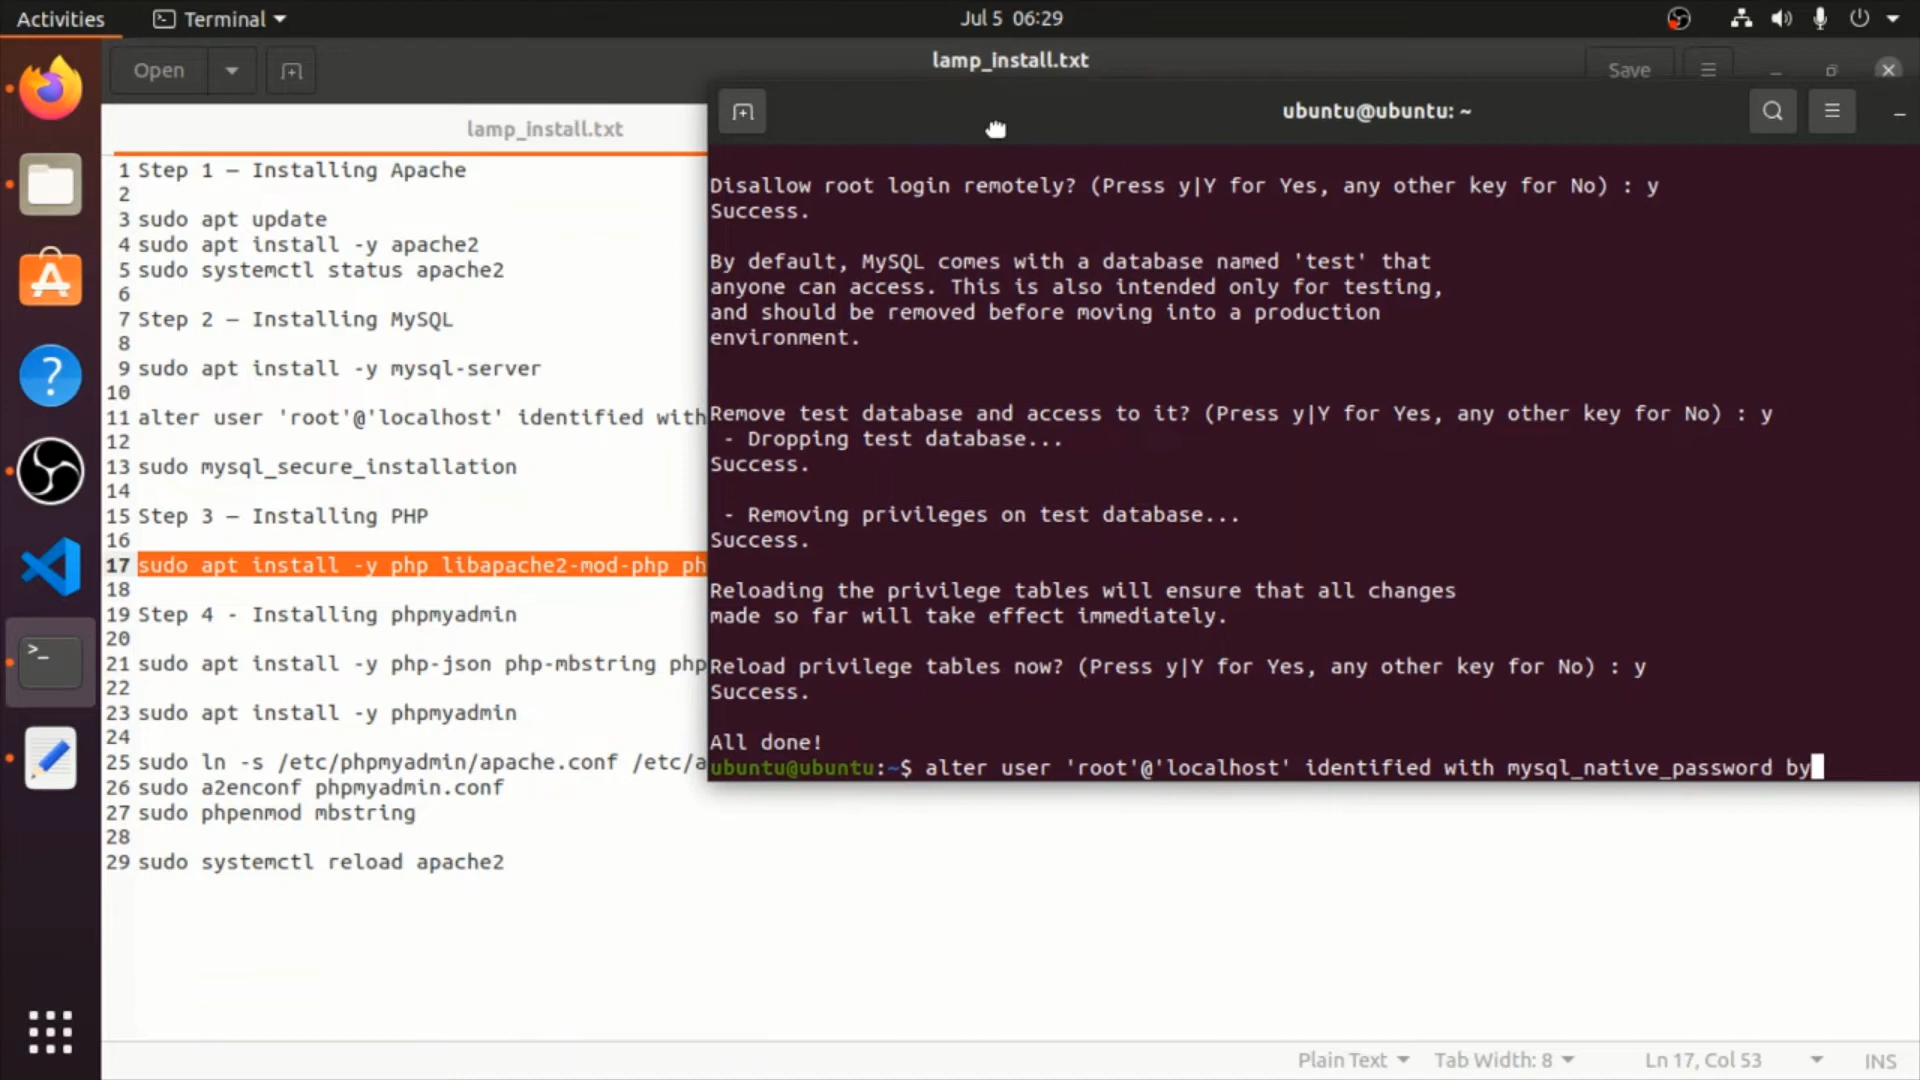 Activities
Terminal
Jul 5 06:29
Open
lamp_install.txt
Save
lamp_install.txt
1 Step 1 – Installing Apache
2
3 sudo apt update
4 sudo apt install -y apache2
5 sudo systemctl status apache2
6
7 Step 2 – Installing MySQL
8
9 sudo apt install -y mysql-server
10
11 alter user 'root'@'localhost' identified with
12
13 sudo mysql_secure_installation
14
15 Step 3 – Installing PHP
16
17 sudo apt install -y php libapache2-mod-php ph
18
19 Step 4 - Installing phpmyadmin
20
21 sudo apt install -y php-json php-mbstring php
22
23 sudo apt install -y phpmyadmin
24
25 sudo ln -s /etc/phpmyadmin/apache.conf /etc/a
26 sudo a2enconf phpmyadmin.conf
27 sudo phpenmod mbstring
28
29 sudo systemctl reload apache2
ubuntu@ubuntu: ~
Disallow root login remotely? (Press y|Y for Yes, any other key for No) : y
Success.
By default, MySQL comes with a database named 'test' that
anyone can access. This is also intended only for testing,
and should be removed before moving into a production
environment.
Remove test database and access to it? (Press y|Y for Yes, any other key for No) : y
- Dropping test database...
Success.
- Removing privileges on test database...
Success.
Reloading the privilege tables will ensure that all changes
made so far will take effect immediately.
Reload privilege tables now? (Press y|Y for Yes, any other key for No) : y
Success.
All done!
ubuntu@ubuntu:~$ alter user 'root'@'localhost' identified with mysql_native_password by
Plain Text
Tab Width: 8
Ln 17, Col 53
INS